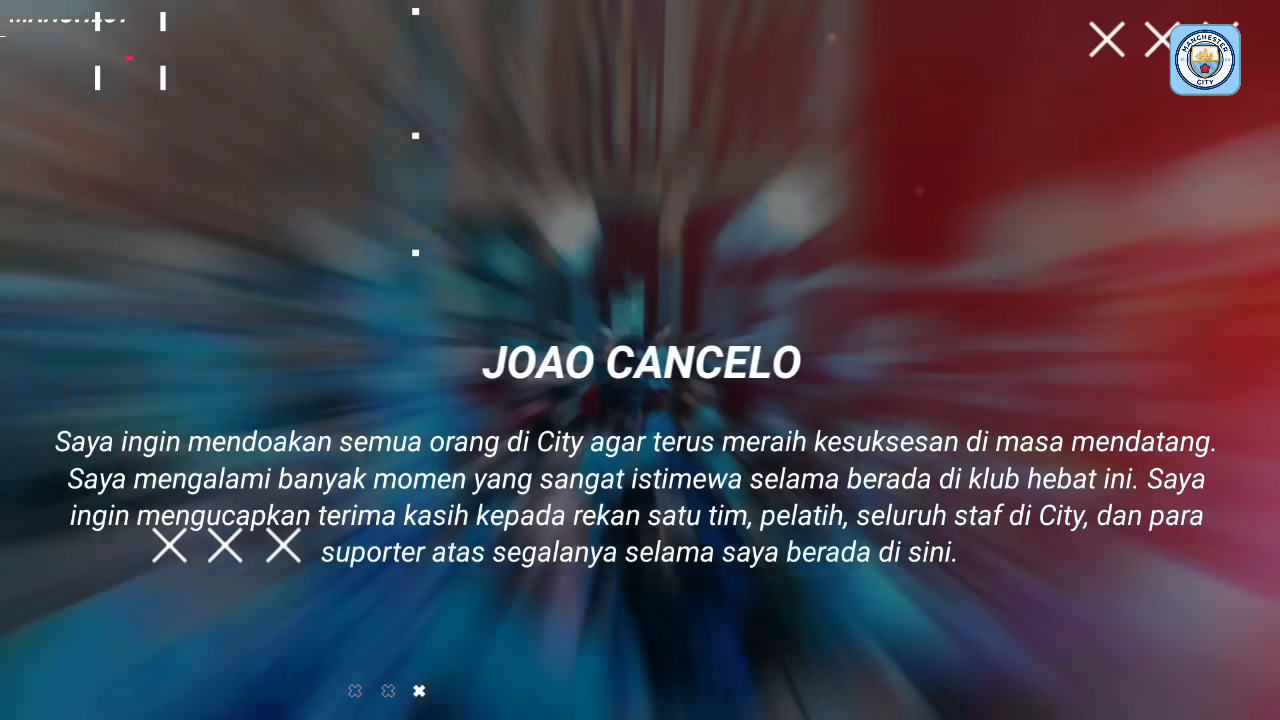 MANCHESTER
CITY
JOAO CANCELO
Saya ingin mendoakan semua orang di City agar terus meraih kesuksesan di masa mendatang.
Saya mengalami banyak momen yang sangat istimewa selama berada di klub hebat ini. Saya
ingin mengucapkan terima kasih kepada rekan satu tim, pelatih, seluruh staf di City, dan para
suporter atas segalanya selama saya berada di sini.